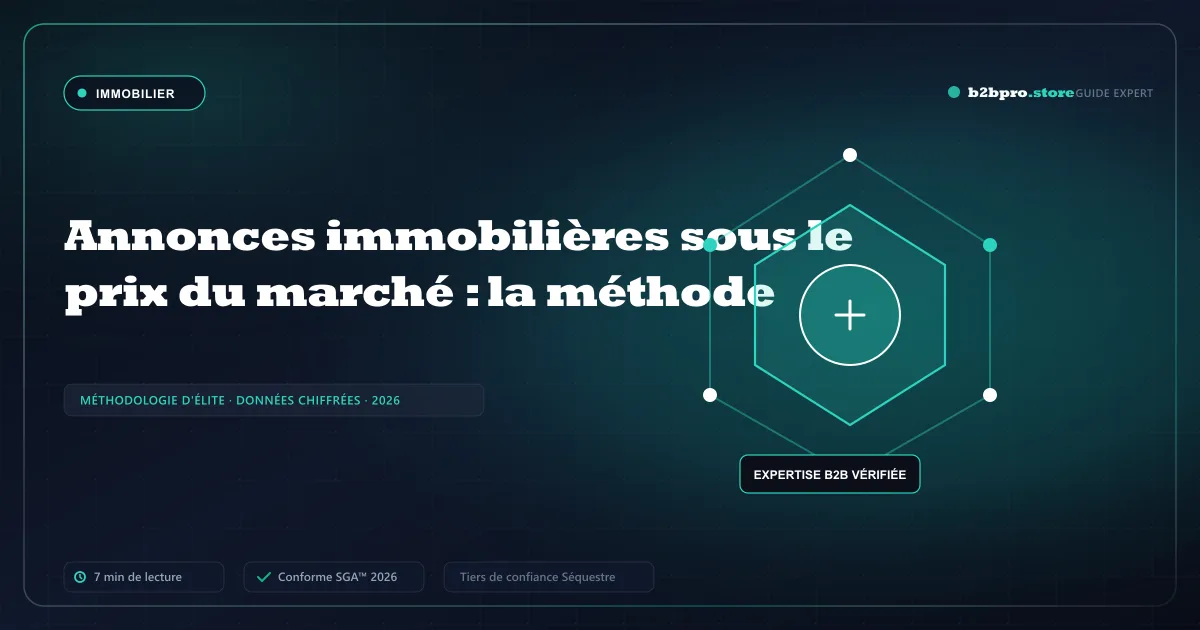 IMMOBILIER
b2bpro.store GUIDE EXPERT
Annonces immobilières sous le
prix du marché : la méthode
MÉTHODOLOGIE D'ÉLITE · DONNÉES CHIFFRÉES · 2026
EXPERTISE B2B VÉRIFIÉE
7 min de lecture
Conforme SGA™ 2026
Tiers de confiance Séquestre